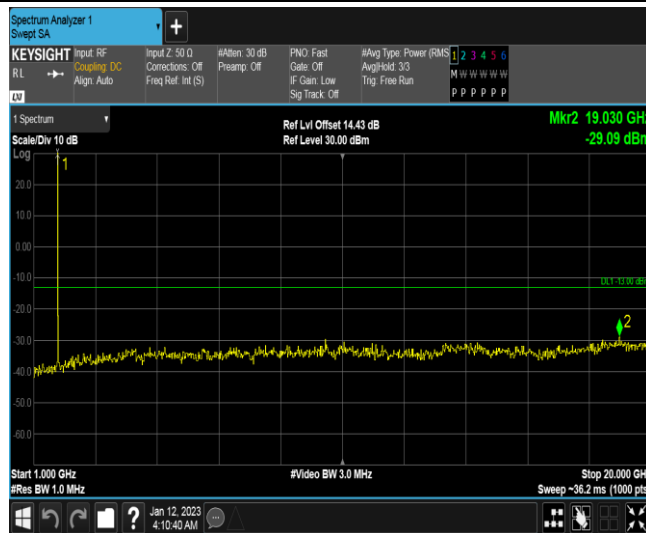 Spectrum Analyzer 1
Swept SA
+
KEYSIGHT
RL
Input: RF
Coupling: DC
Align: Auto
Input Z: 50 Ω
Corrections: Off
Freq Ref: Int (S)
#Atten: 30 dB
Preamp: Off
PNO: Fast
Gate: Off
IF Gain: Low
Sig Track: Off
#Avg Type: Power (RMS
Avg|Hold: 3/3
Trig: Free Run
1 2 3 4 5 6
M W W W W W
P P P P P P
1 Spectrum
Scale/Div 10 dB
Log
Ref Lvl Offset 14.43 dB
Ref Level 30.00 dBm
Mkr2 19.030 GHz
-29.09 dBm
1
20.0
10.0
0.00
-10.0
DL1 -13.00 dBm
-20.0
-30.0
2
-40.0
-50.0
-60.0
Start 1.000 GHz
#Res BW 1.0 MHz
#Video BW 3.0 MHz
Stop 20.000 GH
Sweep ~36.2 ms (1000 pts
?
Jan 12, 2023
4:10:40 AM